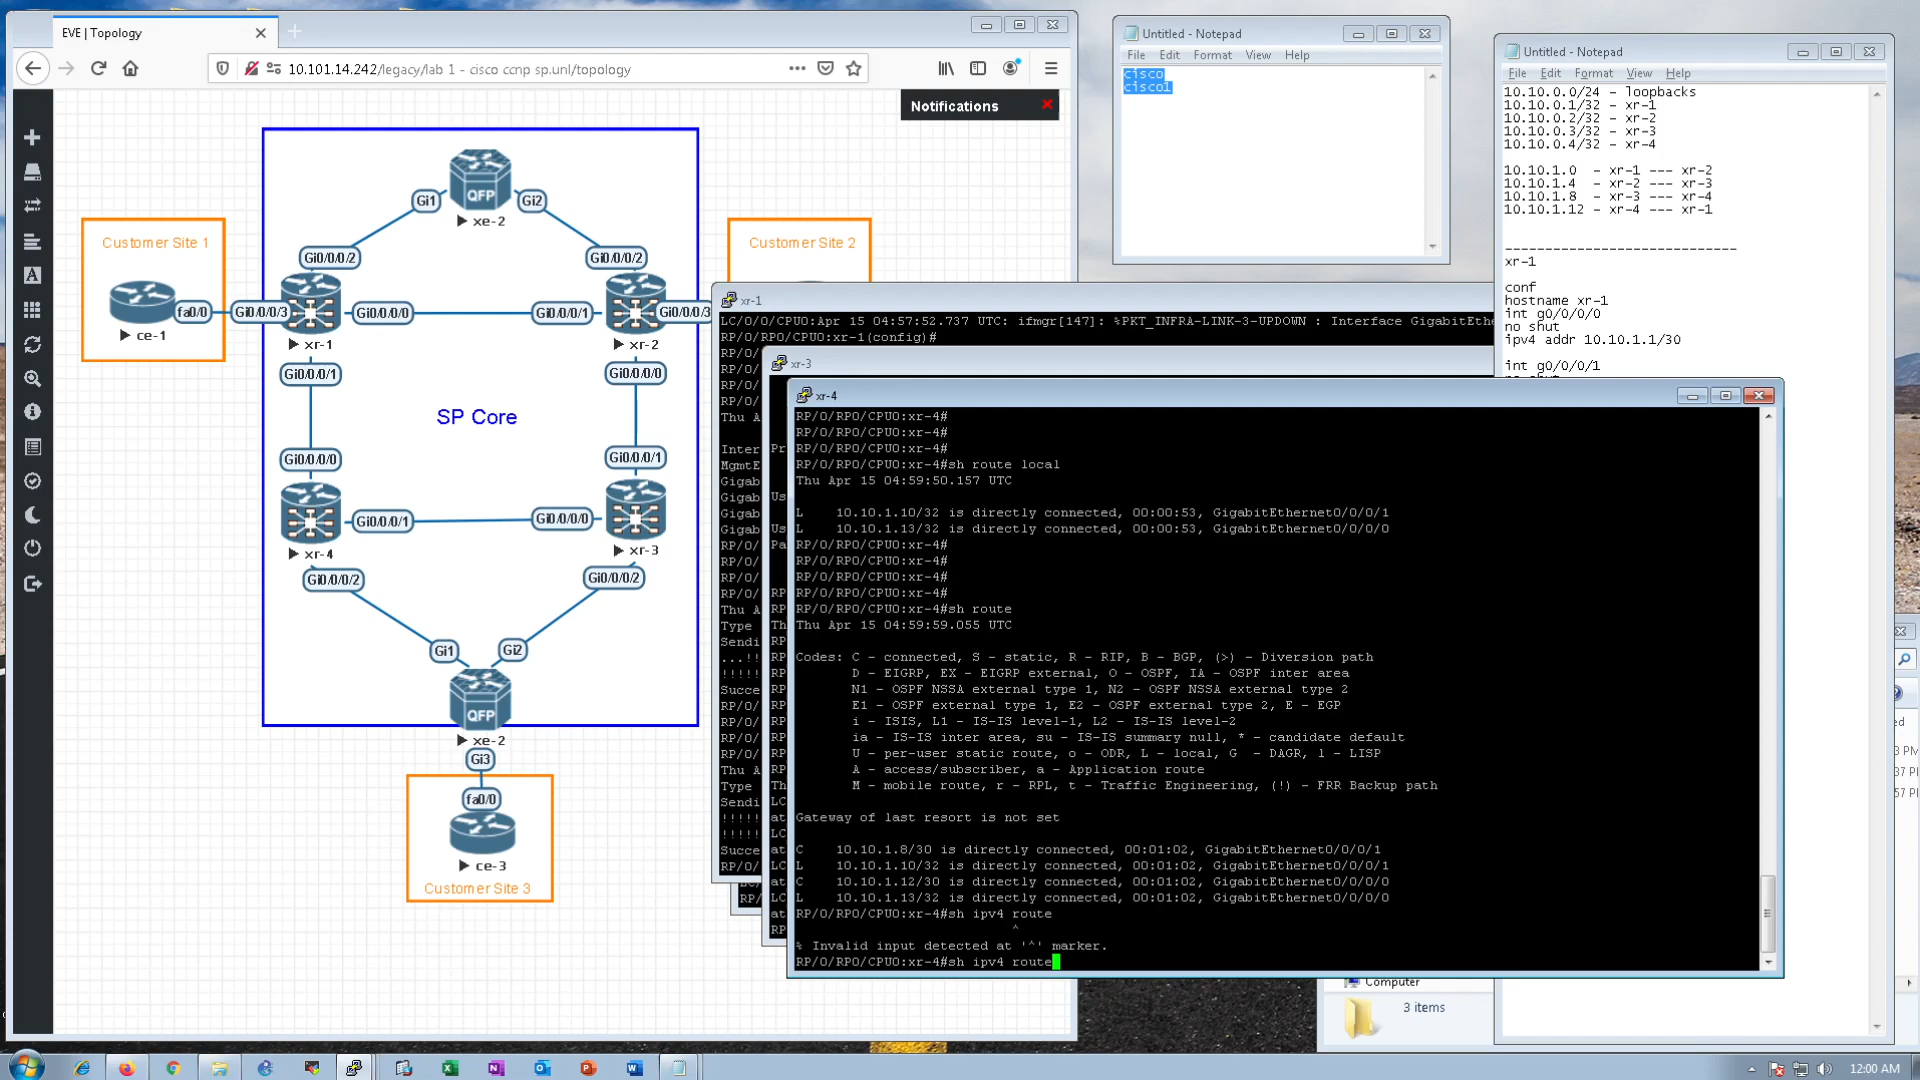 EVE | Topology
10.101.14.242/legacy/lab 1 - cisco ccnp sp.unl/topology
Notifications
Customer Site 1
fa0/0
ce-1
Gi0/0/0/3
SP Core
Gi1
QFP
Gi2
xe-2
Gi0/0/0/2
Gi0/0/0/2
Gi0/0/0/0
Gi0/0/0/1
Gi0/0/0/3
xr-1
xr-2
Gi0/0/0/1
Gi0/0/0/0
Gi0/0/0/0
Gi0/0/0/1
Gi0/0/0/1
Gi0/0/0/0
xr-4
xr-3
Gi0/0/0/2
Gi0/0/0/2
Gi1
Gi2
QFP
xe-2
Gi3
fa0/0
ce-3
Customer Site 3
Customer Site 2
Untitled - Notepad
File Edit Format View Help
cisco
cisco1
Untitled - Notepad
File Edit Format View Help
10.10.0.0/24 - loopbacks
10.10.0.1/32 - xr-1
10.10.0.2/32 - xr-2
10.10.0.3/32 - xr-3
10.10.0.4/32 - xr-4
10.10.1.0 - xr-1 --- xr-2
10.10.1.4 - xr-2 --- xr-3
10.10.1.8 - xr-3 --- xr-4
10.10.1.12 - xr-4 --- xr-1
-----------------------------
xr-1
conf
hostname xr-1
int g0/0/0/0
no shut
ipv4 addr 10.10.1.1/30
int g0/0/0/1
xr-1
LC/0/0/CPU0:Apr 15 04:57:52.737 UTC: ifmgr[147]: %PKT_INFRA-LINK-3-UPDOWN : Interface GigabitEthe
RP/0/RP0/CPU0:xr-1(config)#
xr-3
xr-4
RP/0/RP0/CPU0:xr-4#
RP/0/RP0/CPU0:xr-4#
RP/0/RP0/CPU0:xr-4#
RP/0/RP0/CPU0:xr-4#sh route local
Thu Apr 15 04:59:50.157 UTC
L 10.10.1.10/32 is directly connected, 00:00:53, GigabitEthernet0/0/0/1
L 10.10.1.13/32 is directly connected, 00:00:53, GigabitEthernet0/0/0/0
RP/0/RP0/CPU0:xr-4#
RP/0/RP0/CPU0:xr-4#
RP/0/RP0/CPU0:xr-4#
RP/0/RP0/CPU0:xr-4#
RP/0/RP0/CPU0:xr-4#sh route
Thu Apr 15 04:59:59.055 UTC
Codes: C - connected, S - static, R - RIP, B - BGP, (>) - Diversion path
D - EIGRP, EX - EIGRP external, O - OSPF, IA - OSPF inter area
N1 - OSPF NSSA external type 1, N2 - OSPF NSSA external type 2
E1 - OSPF external type 1, E2 - OSPF external type 2, E - EGP
i - ISIS, L1 - IS-IS level-1, L2 - IS-IS level-2
ia - IS-IS inter area, su - IS-IS summary null, * - candidate default
U - per-user static route, o - ODR, L - local, G - DAGR, l - LISP
A - access/subscriber, a - Application route
M - mobile route, r - RPL, t - Traffic Engineering, (!) - FRR Backup path
Gateway of last resort is not set
C 10.10.1.8/30 is directly connected, 00:01:02, GigabitEthernet0/0/0/1
L 10.10.1.10/32 is directly connected, 00:01:02, GigabitEthernet0/0/0/1
C 10.10.1.12/30 is directly connected, 00:01:02, GigabitEthernet0/0/0/0
L 10.10.1.13/32 is directly connected, 00:01:02, GigabitEthernet0/0/0/0
RP/0/RP0/CPU0:xr-4#sh ipv4 route
^
% Invalid input detected at '^' marker.
RP/0/RP0/CPU0:xr-4#sh ipv4 route
Computer
3 items
12:00 AM